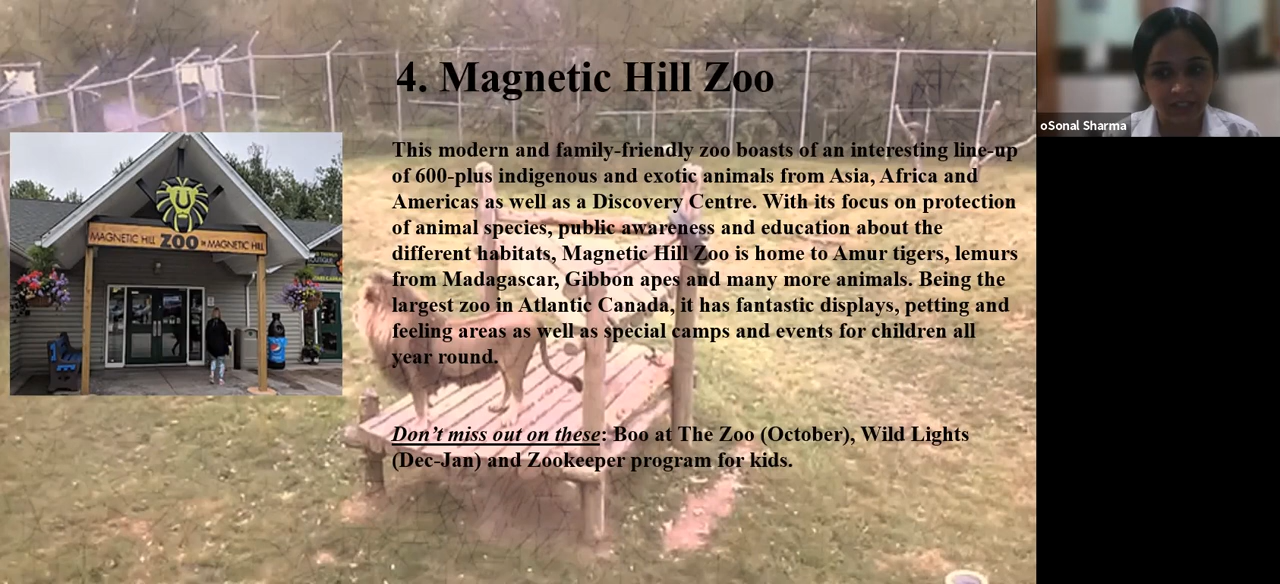 4. Magnetic Hill Zoo
This modern and family-friendly zoo boasts of an interesting line-up
of 600-plus indigenous and exotic animals from Asia, Africa and
Americas as well as a Discovery Centre. With its focus on protection
of animal species, public awareness and education about the
different habitats, Magnetic Hill Zoo is home to Amur tigers, lemurs
from Madagascar, Gibbon apes and many more animals. Being the
largest zoo in Atlantic Canada, it has fantastic displays, petting and
feeling areas as well as special camps and events for children all
year round.
Don’t miss out on these: Boo at The Zoo (October), Wild Lights
(Dec-Jan) and Zookeeper program for kids.
MAGNETIC HILL ZOO MAGNETIC HILL
BOUTIQUE
oSonal Sharma